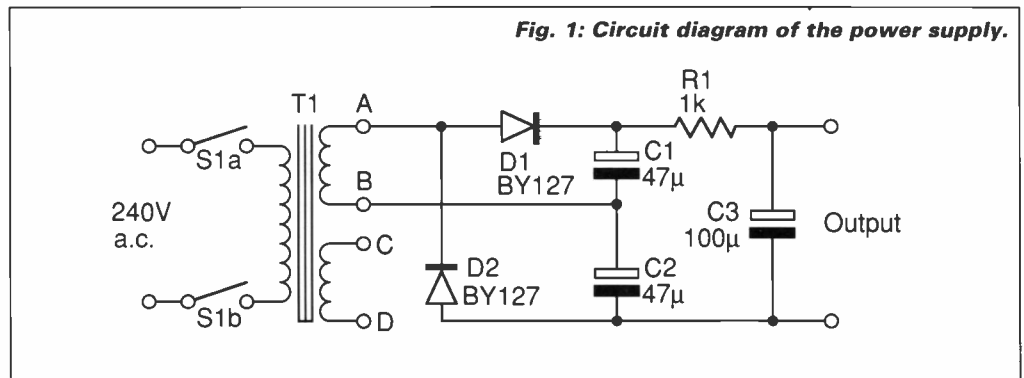 Fig. 1: Circuit diagram of the power supply.
T1
A
R1
1k
S1a
D1
BY127
C1
47µ
B
240V
a.c.
C3
100µ
Output
C
D2
BY127
C2
47µ
S1b
D